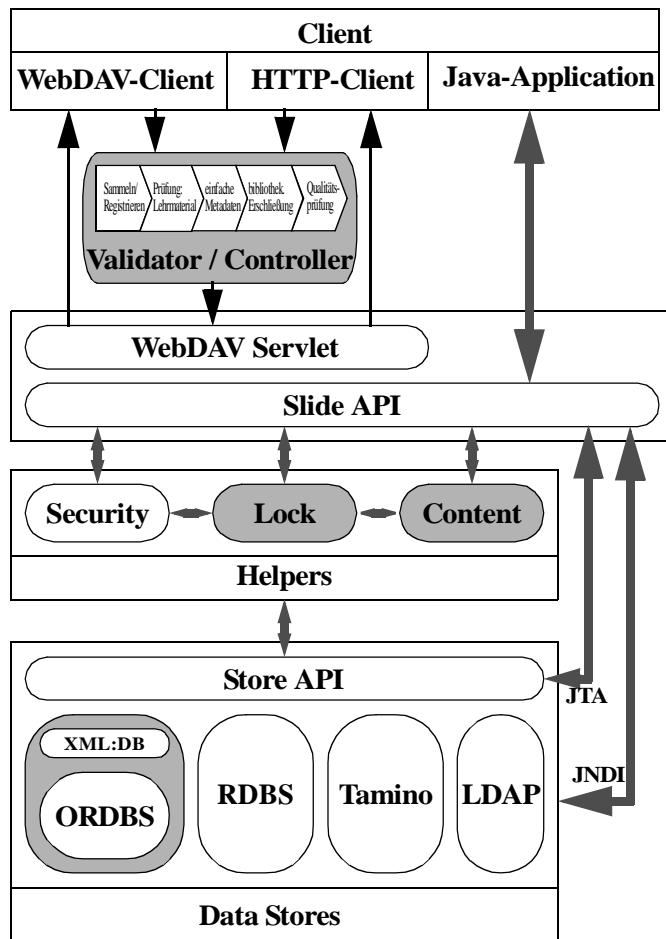 Client
WebDAV-Client
HTTP-Client
Java-Application
Sammeln/
Registrieren
Prüfung:
Lehrmaterial
einfache
Metadaten
bibliothek.
Erschließung
Qualitäts-
prüfung
Validator / Controller
WebDAV Servlet
Slide API
Security
Lock
Content
Helpers
Store API
JTA
XML:DB
ORDBS
RDBS
Tamino
LDAP
JNDI
Data Stores